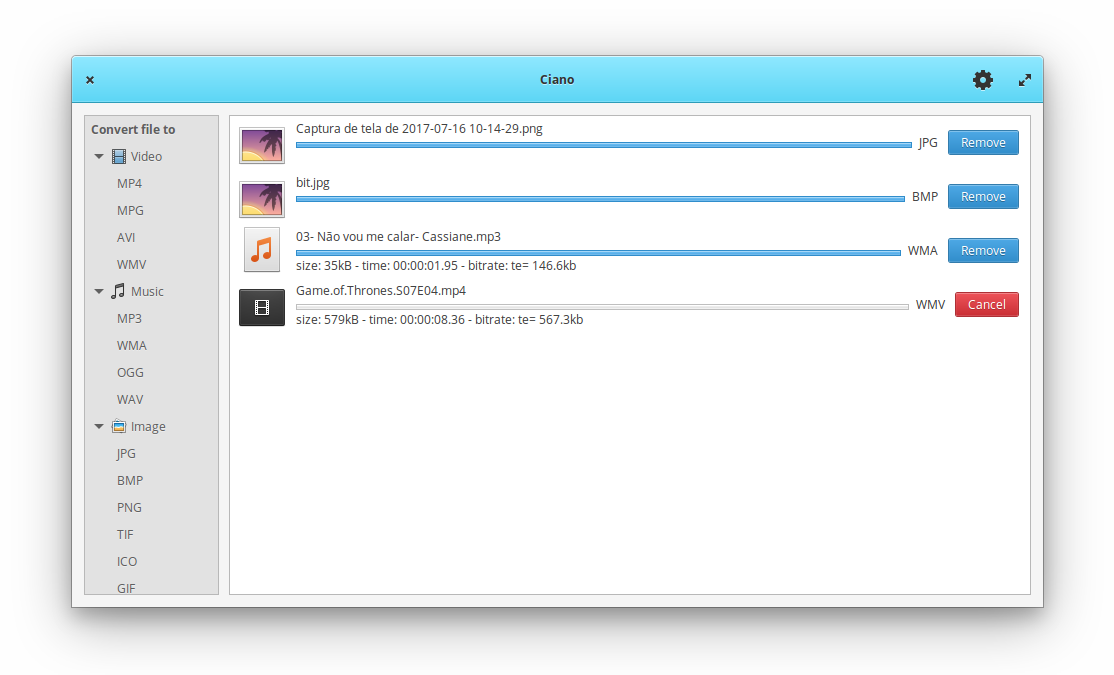 Ciano
Convert file to
Video
MP4
MPG
AVI
WMV
Music
MP3
WMA
OGG
WAV
Image
JPG
BMP
PNG
TIF
ICO
GIF
Captura de tela de 2017-07-16 10-14-29.png
JPG
Remove
bit.jpg
BMP
Remove
03- Não vou me calar- Cassiane.mp3
WMA
Remove
size: 35kB - time: 00:00:01.95 - bitrate: te= 146.6kb
Game.of.Thrones.S07E04.mp4
WMV
Cancel
size: 579kB - time: 00:00:08.36 - bitrate: te= 567.3kb